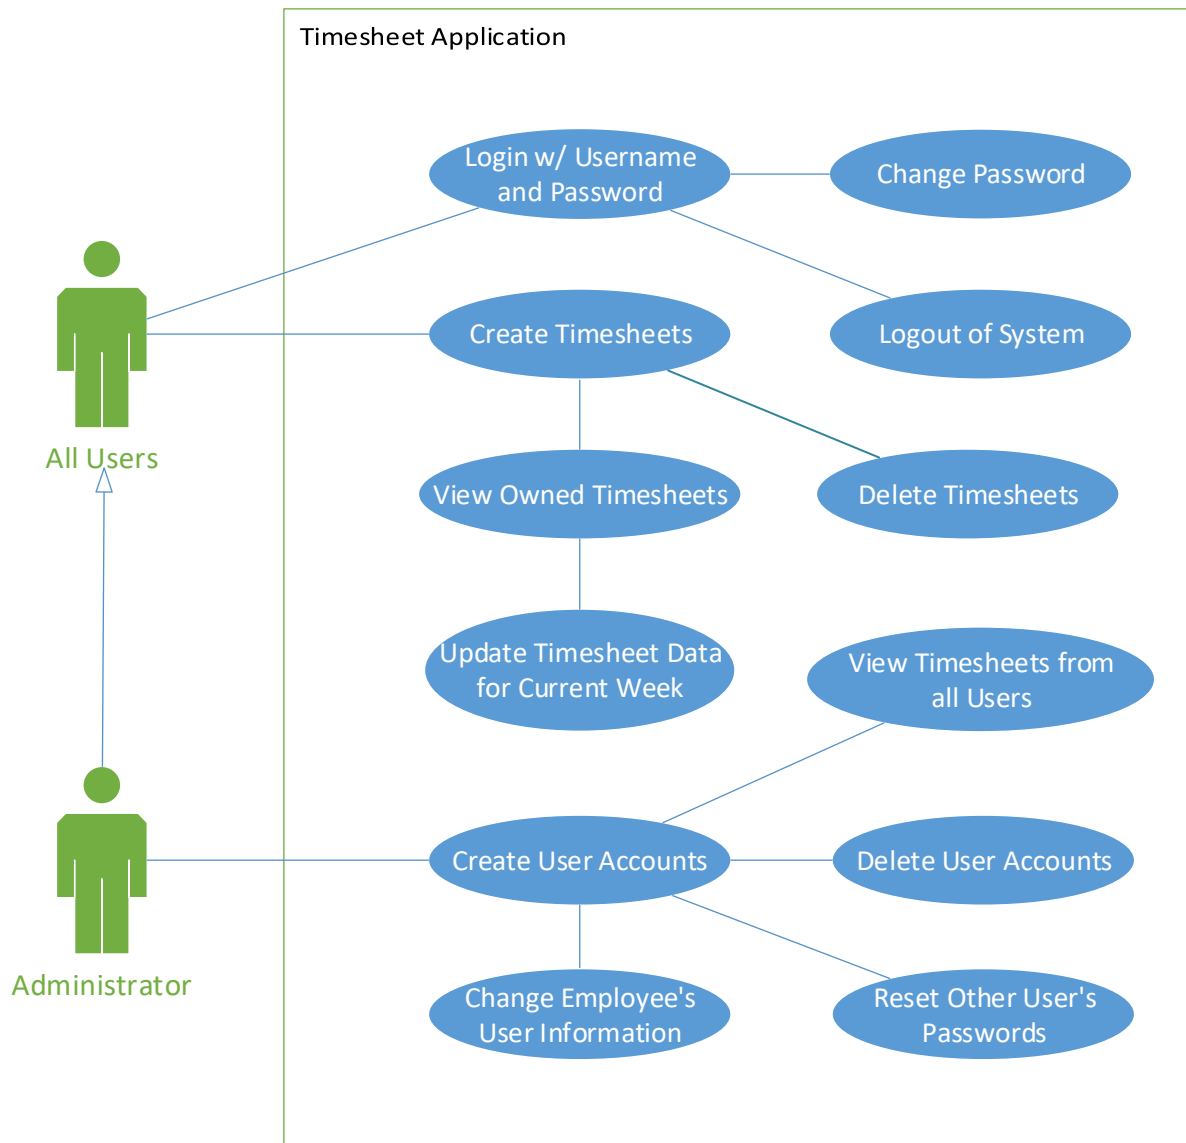 Timesheet Application
Login w/ Username
and Password
Change Password
Create Timesheets
Logout of System
All Users
View Owned Timesheets
Delete Timesheets
Update Timesheet Data
for Current Week
View Timesheets from
all Users
Create User Accounts
Delete User Accounts
Administrator
Change Employee's
User Information
Reset Other User's
Passwords